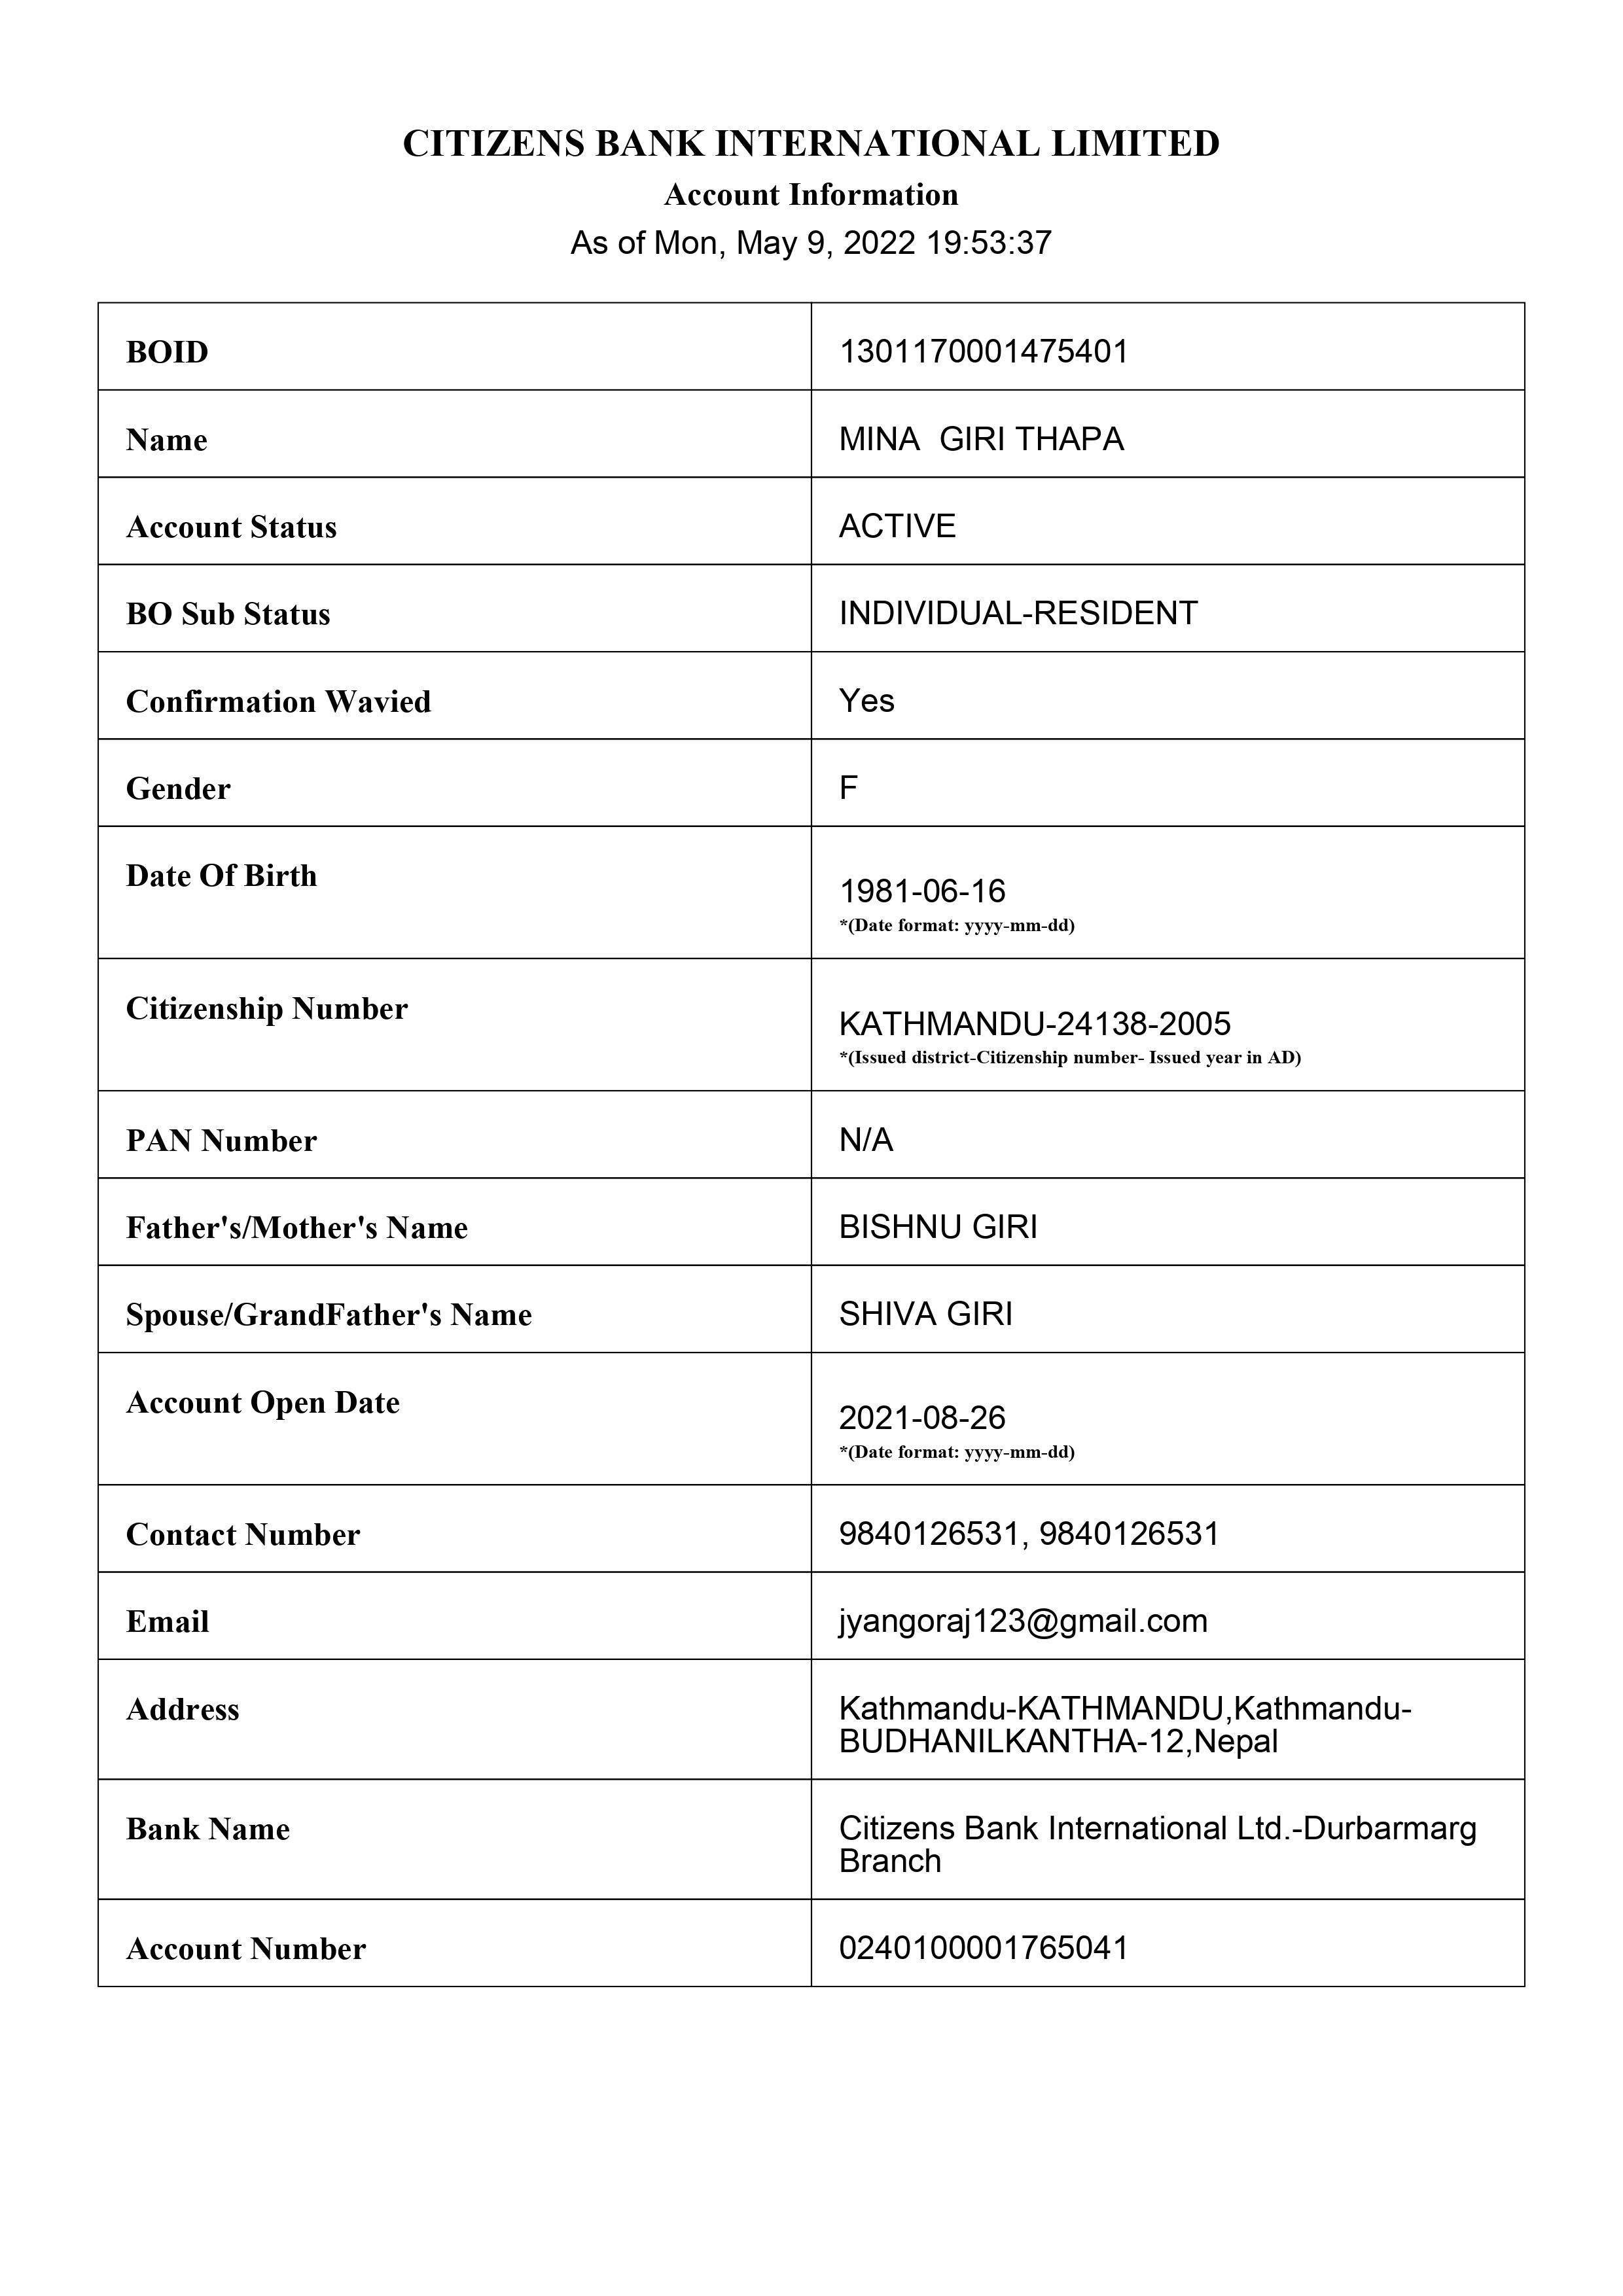 CITIZENS BANK INTERNATIONAL LIMITED
Account Information
As of Mon, May 9, 2022 19:53:37
BOID 1301170001475401
Name MINA  GIRI THAPA
Account Status ACTIVE
BO Sub Status INDIVIDUAL-RESIDENT
Confirmation Wavied Yes
Gender F
Date Of Birth 1981-06-16
*(Date format: yyyy-mm-dd)
Citizenship Number KATHMANDU-24138-2005
*(Issued district-Citizenship number- Issued year in AD)
PAN Number N/A
Father's/Mother's Name BISHNU GIRI
Spouse/GrandFather's Name SHIVA GIRI
Account Open Date 2021-08-26
*(Date format: yyyy-mm-dd)
Contact Number 9840126531, 9840126531
Email jyangoraj123@gmail.com
Address Kathmandu-KATHMANDU,Kathmandu-
BUDHANILKANTHA-12,Nepal
Bank Name Citizens Bank International Ltd.-Durbarmarg
Branch
Account Number 0240100001765041